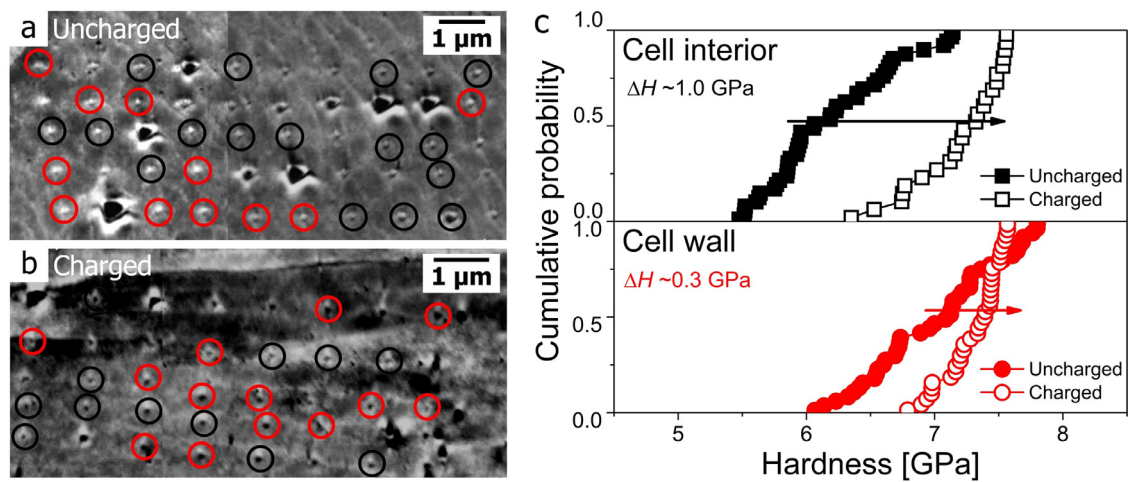 a Uncharged
1 µm
b Charged
1 µm
c
Cell interior
ΔH ~1.0 GPa
Uncharged
Charged
Cell wall
ΔH ~0.3 GPa
Uncharged
Charged
Cumulative probability
1.0
0.5
0.0
1.0
0.5
0.0
5 6 7 8
Hardness [GPa]